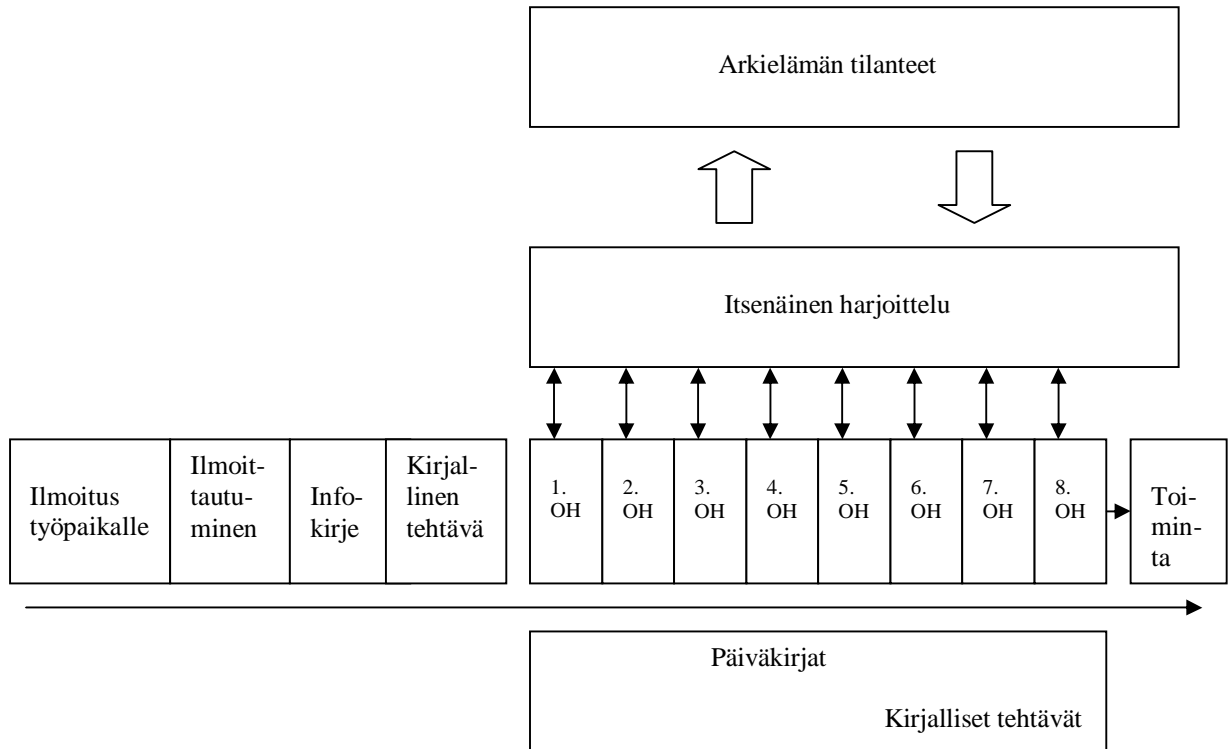 Arkielämän tilanteet
Itsenäinen harjoittelu
Ilmoitus
työpaikalle
Ilmoit-
tautu-
minen
Info-
kirje
Kirjal-
linen
tehtävä
1.
OH
2.
OH
3.
OH
4.
OH
5.
OH
6.
OH
7.
OH
8.
OH
Toi-
min-
ta
Päiväkirjat
Kirjalliset tehtävät